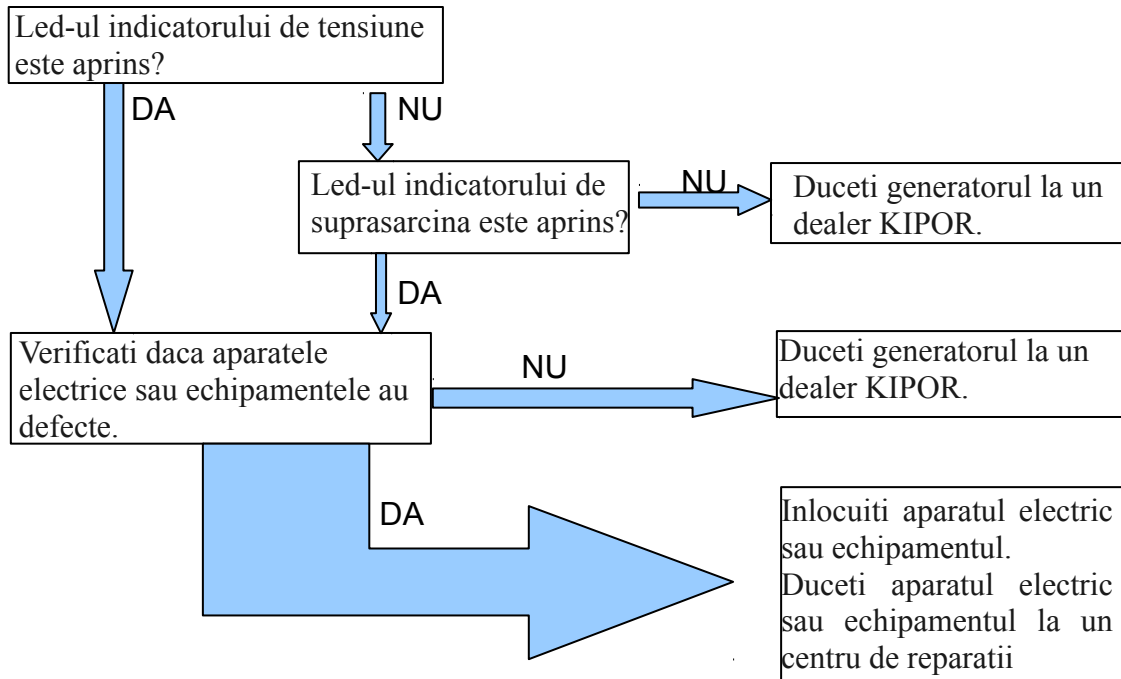 Led-ul indicatorului de tensiune
este aprins?
DA
NU
Led-ul indicatorului de
suprasarcina este aprins?
NU
Duceti generatorul la un
dealer KIPOR.
DA
Verificati daca aparatele
electrice sau echipamentele au
defecte.
NU
Duceti generatorul la un
dealer KIPOR.
DA
Inlocuiti aparatul electric
sau echipamentul.
Duceti aparatul electric
sau echipamentul la un
centru de reparatii